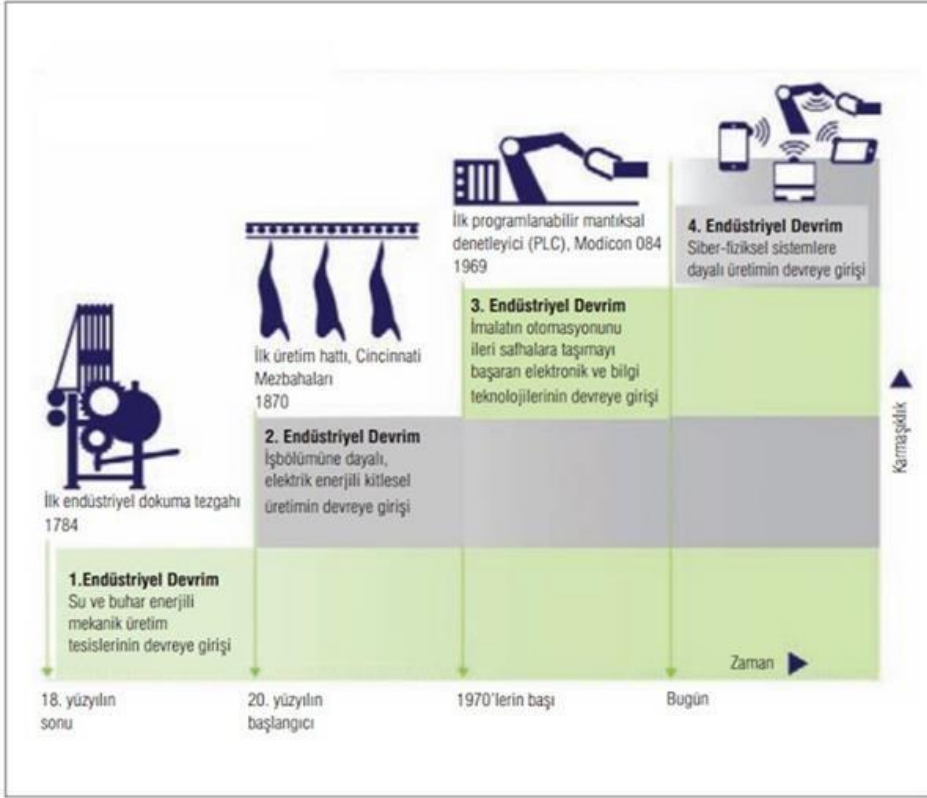 4. Endüstriyel Devrim
Siber-fiziksel sistemlere
dayalı üretimin devreye girişi
İlk programlanabilir mantıksal
denetleyici (PLC), Modicon 084
1969
3. Endüstriyel Devrim
İmalatın otomasyonunu
ileri safhalara taşımayı
başaran elektronik ve bilgi
teknolojilerinin devreye girişi
İlk üretim hattı, Cincinnati
Mezbahaları
1870
2. Endüstriyel Devrim
İşbölümüne dayalı,
elektrik enerjili kitlesel
üretimin devreye girişi
İlk endüstriyel dokuma tezgahı
1784
1.Endüstriyel Devrim
Su ve buhar enerjili
mekanik üretim
tesislerinin devreye girişi
Karmaşıklık
Zaman
18. yüzyılın
sonu
20. yüzyılın
başlangıcı
1970'lerin başı
Bugün